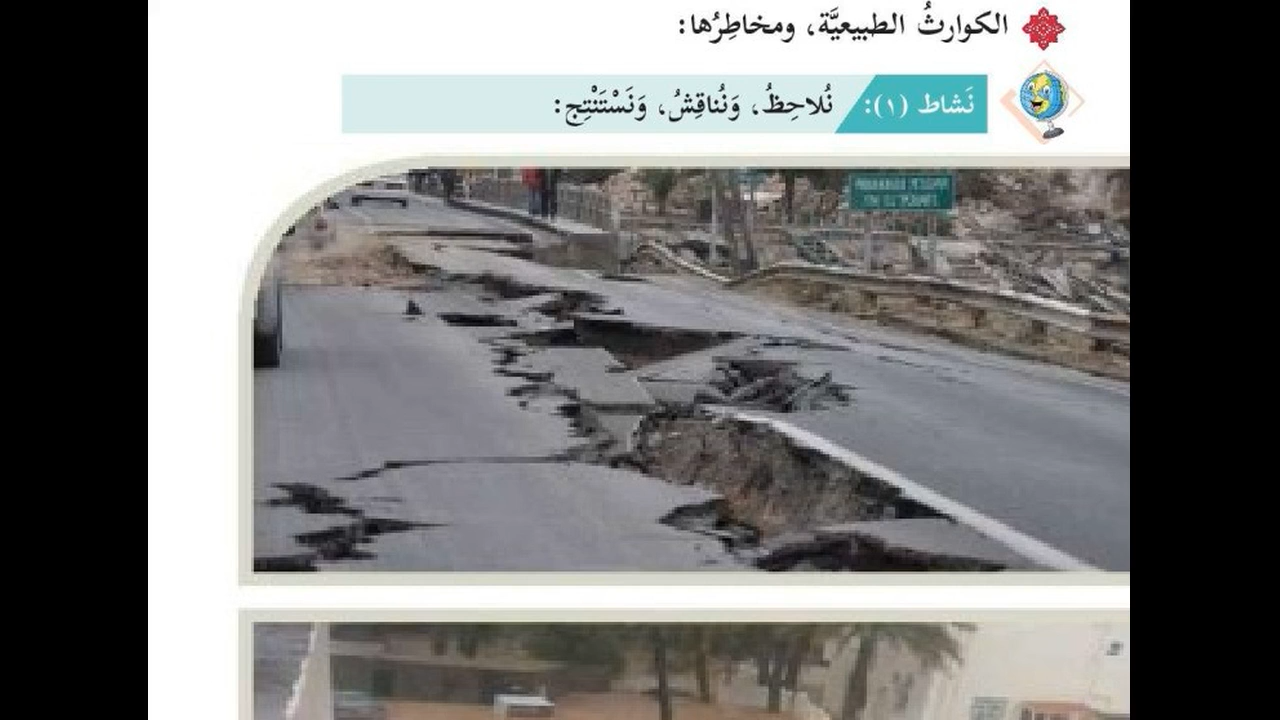 الكوارثُ الطبيعيَّة، ومخاطِرُها:
نَشاط (١): نُلاحِظُ، وَنُناقِشُ، وَنَسْتَنْتِج: